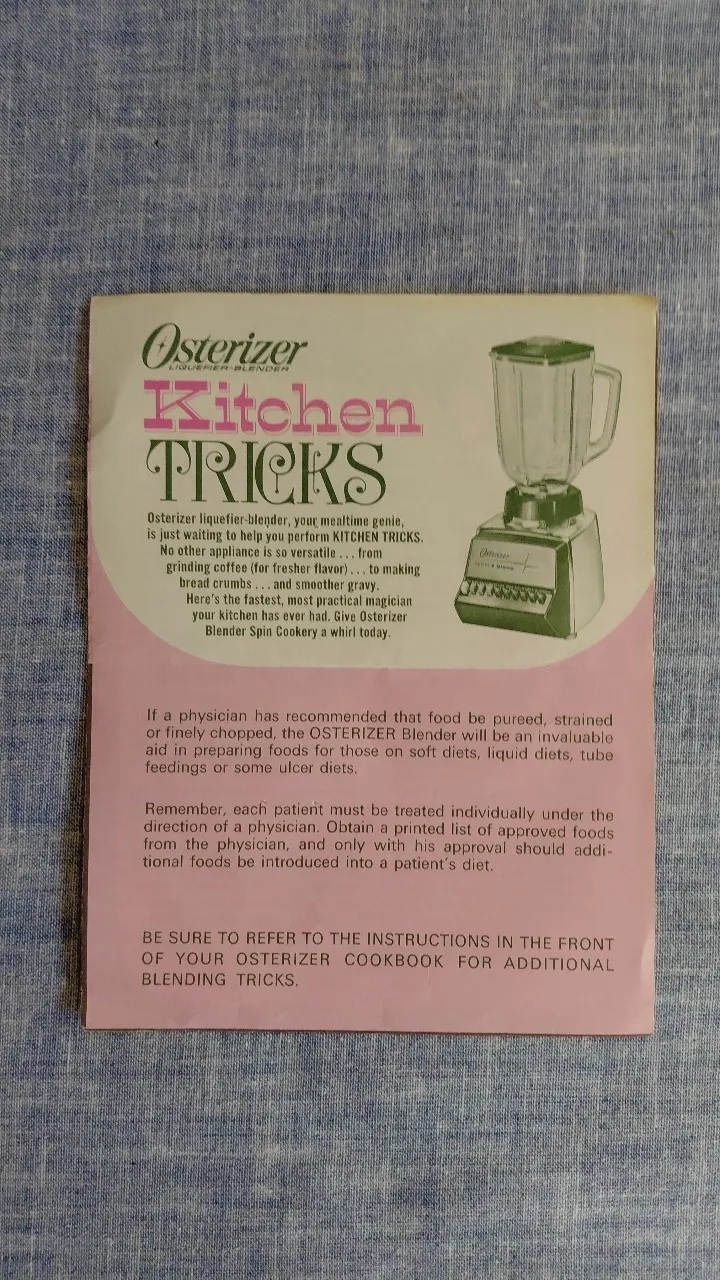 Osterizer
LIQUEFIER-BLENDER
Kitchen
TRICKS
Osterizer liquefier-blender, your mealtime genie,
is just waiting to help you perform KITCHEN TRICKS.
No other appliance is so versatile . . . from
grinding coffee (for fresher flavor) . . . to making
bread crumbs . . . and smoother gravy.
Here's the fastest, most practical magician
your kitchen has ever had. Give Osterizer
Blender Spin Cookery a whirl today.
Osterizer
If a physician has recommended that food be pureed, strained
or finely chopped, the OSTERIZER Blender will be an invaluable
aid in preparing foods for those on soft diets, liquid diets, tube
feedings or some ulcer diets.
Remember, each patient must be treated individually under the
direction of a physician. Obtain a printed list of approved foods
from the physician, and only with his approval should addi-
tional foods be introduced into a patient's diet.
BE SURE TO REFER TO THE INSTRUCTIONS IN THE FRONT
OF YOUR OSTERIZER COOKBOOK FOR ADDITIONAL
BLENDING TRICKS.